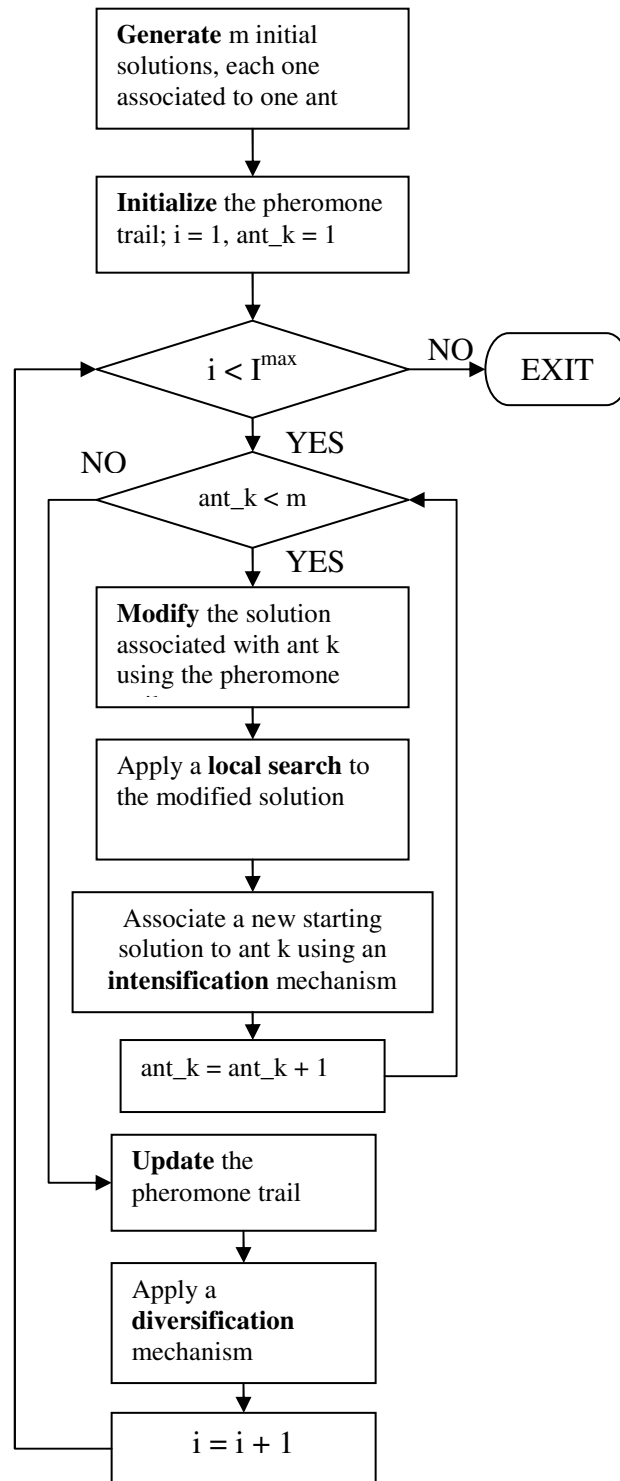 Generate m initial
solutions, each one
associated to one ant
Initialize the pheromone
trail; i = 1, ant_k = 1
i < I^max
NO
EXIT
YES
NO
ant_k < m
YES
Modify the solution
associated with ant k
using the pheromone
Apply a local search to
the modified solution
Associate a new starting
solution to ant k using an
intensification mechanism
ant_k = ant_k + 1
Update the
pheromone trail
Apply a
diversification
mechanism
i = i + 1